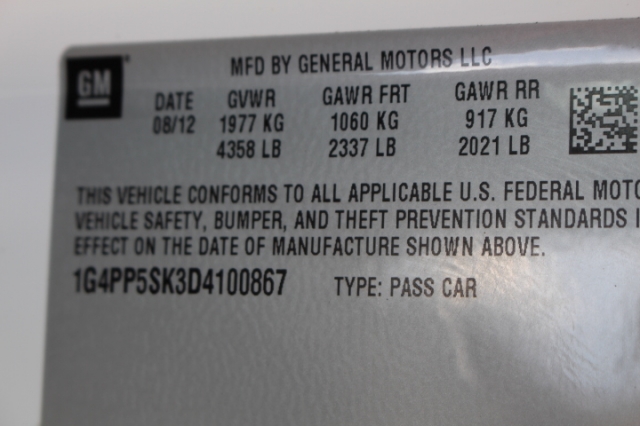 GM
MFD BY GENERAL MOTORS LLC
DATE GVWR GAWR FRT GAWR RR
08/12 1977 KG 1060 KG 917 KG
4358 LB 2337 LB 2021 LB
THIS VEHICLE CONFORMS TO ALL APPLICABLE U.S. FEDERAL MOTO
VEHICLE SAFETY, BUMPER, AND THEFT PREVENTION STANDARDS I
EFFECT ON THE DATE OF MANUFACTURE SHOWN ABOVE.
1G4PP5SK3D4100867 TYPE: PASS CAR